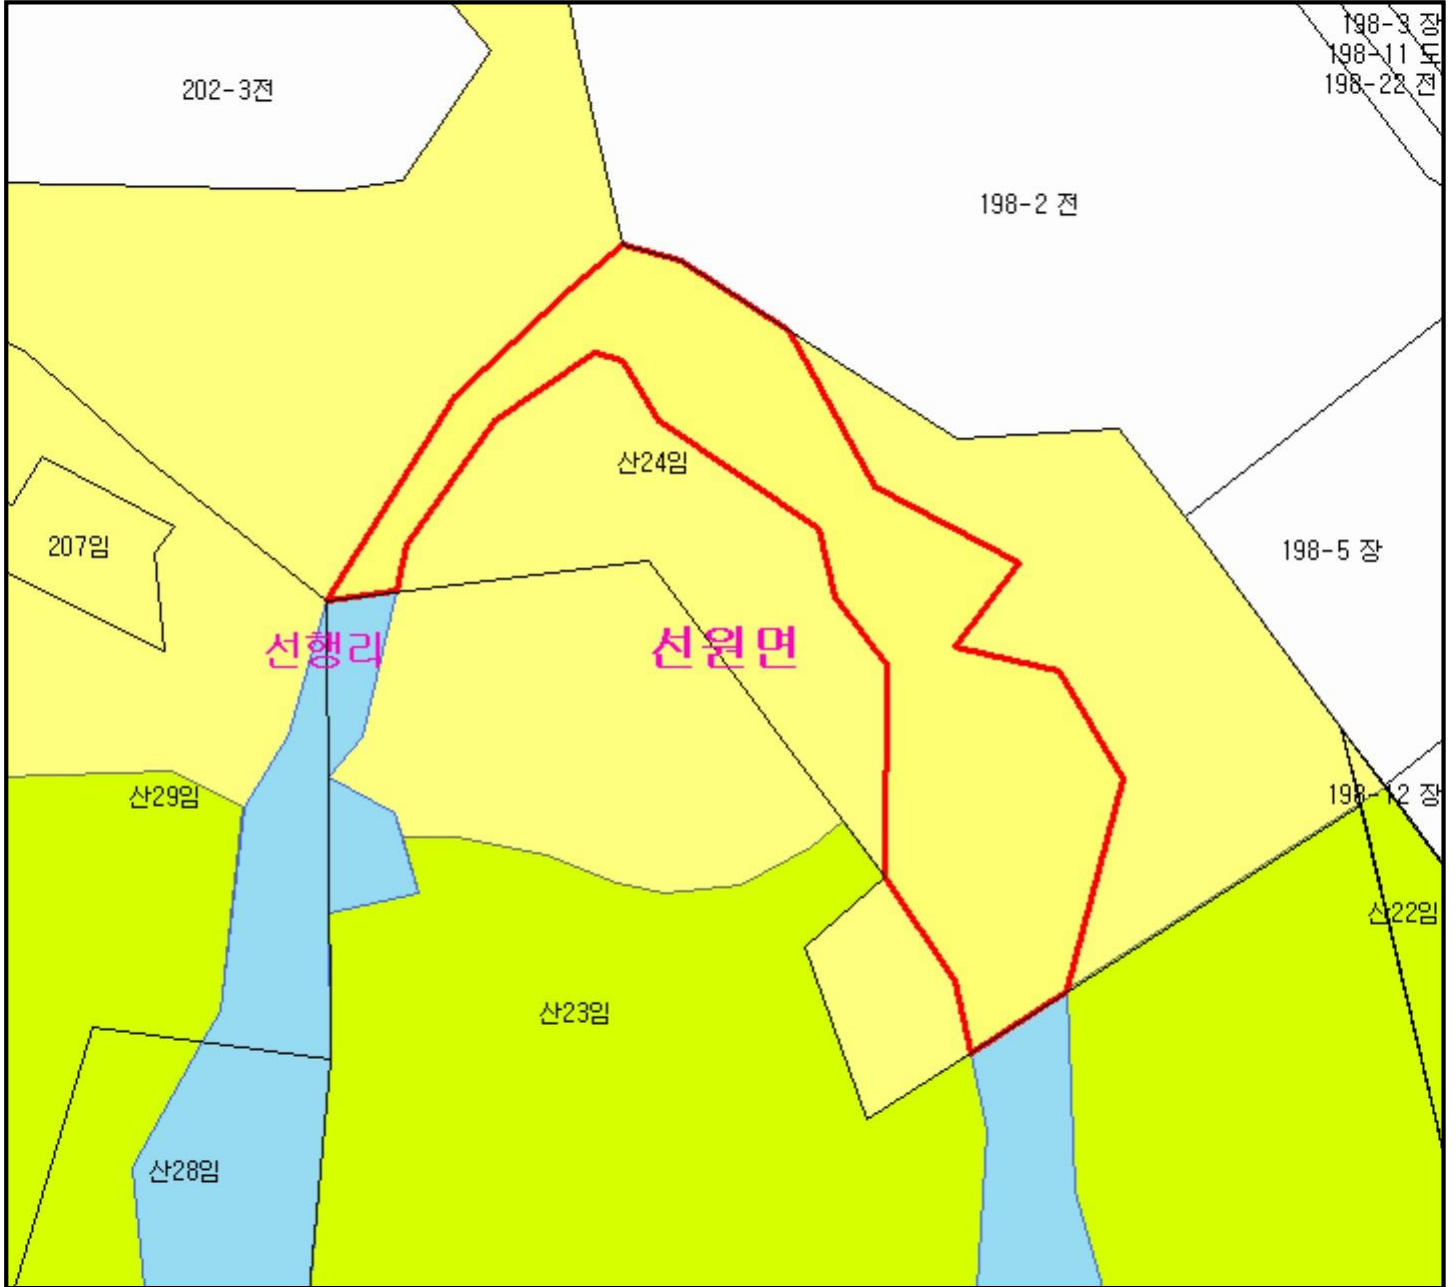 198-3 장
198-11 도
198-22 전
202-3전
198-2 전
산24임
207임
198-5 장
선행리
선원면
산29임
198-12 장
산22임
산23임
산28임